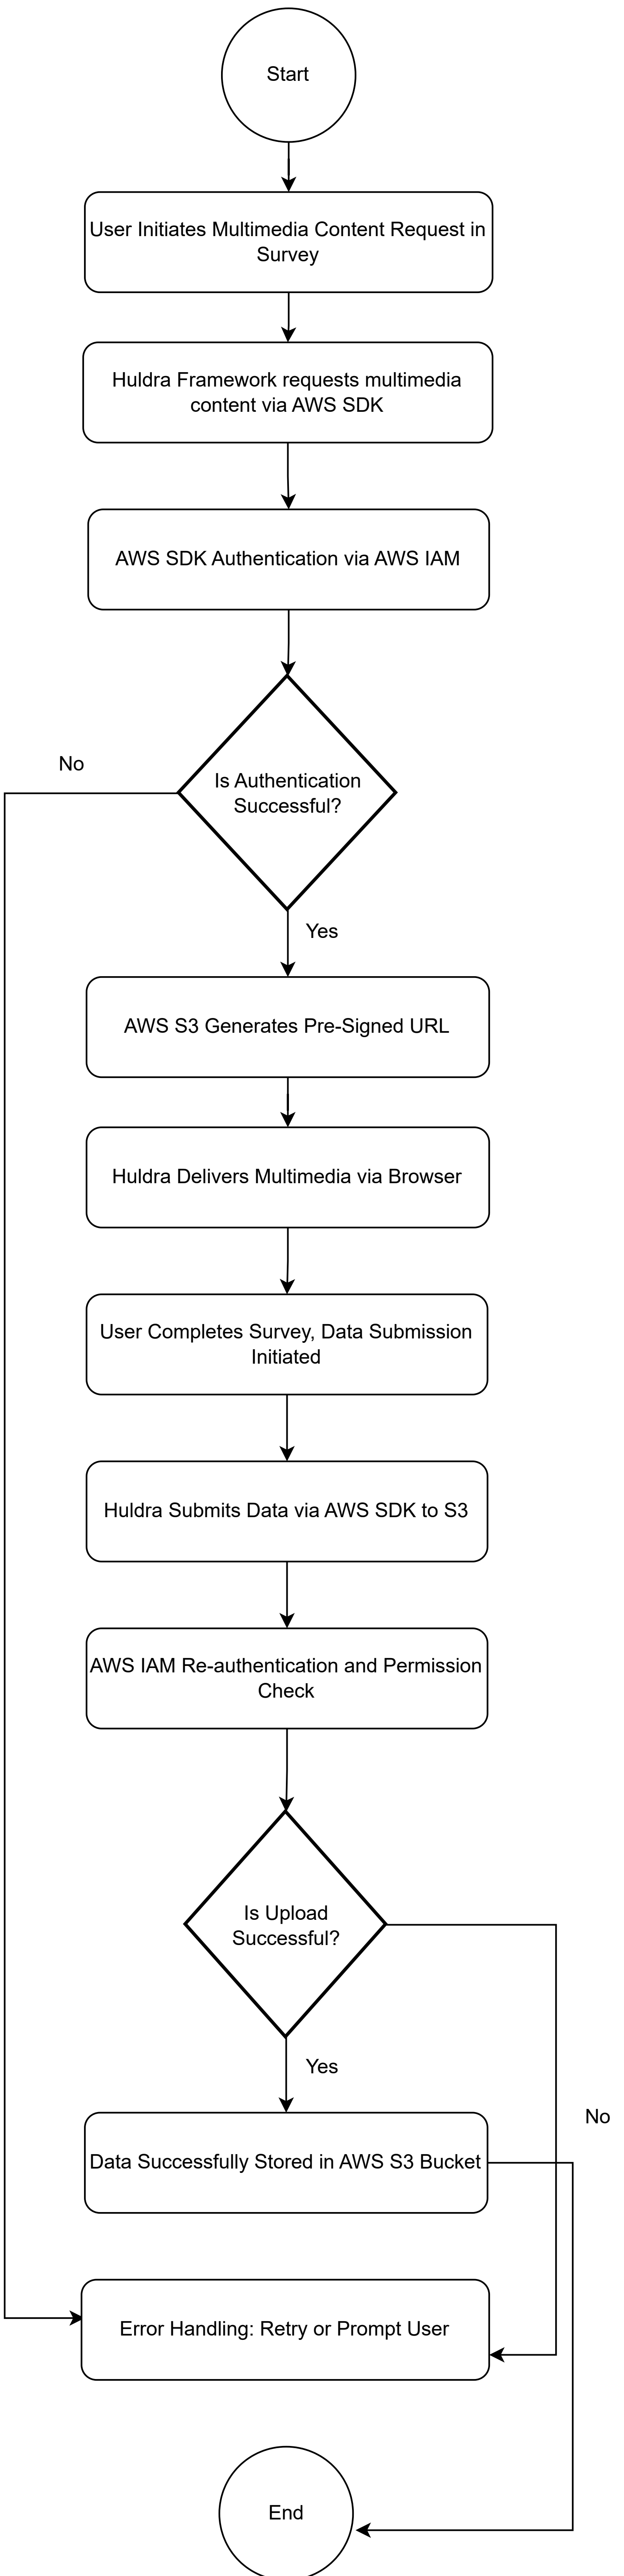 Start
User Initiates Multimedia Content Request in
Survey
Huldra Framework requests multimedia
content via AWS SDK
AWS SDK Authentication via AWS IAM
No
Is Authentication
Successful?
Yes
AWS S3 Generates Pre-Signed URL
Huldra Delivers Multimedia via Browser
User Completes Survey, Data Submission
Initiated
Huldra Submits Data via AWS SDK to S3
AWS IAM Re-authentication and Permission
Check
Is Upload
Successful?
Yes
No
Data Successfully Stored in AWS S3 Bucket
Error Handling: Retry or Prompt User
End